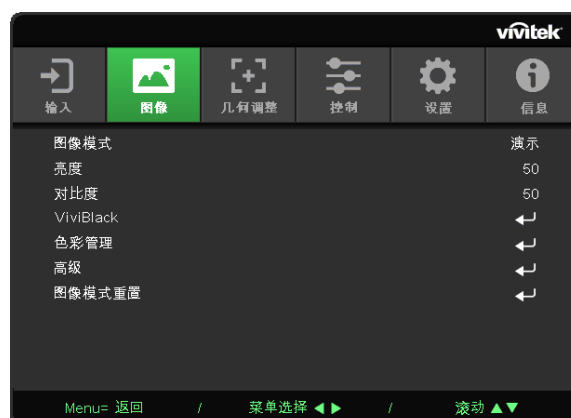 vivitek
输入 图像 几何调整 控制 设置 信息
图像模式 演示
亮度 50
对比度 50
ViviBlack
色彩管理
高级
图像模式重置
Menu= 返回 / 菜单选择 ◀ ▶ / 滚动 ▲▼